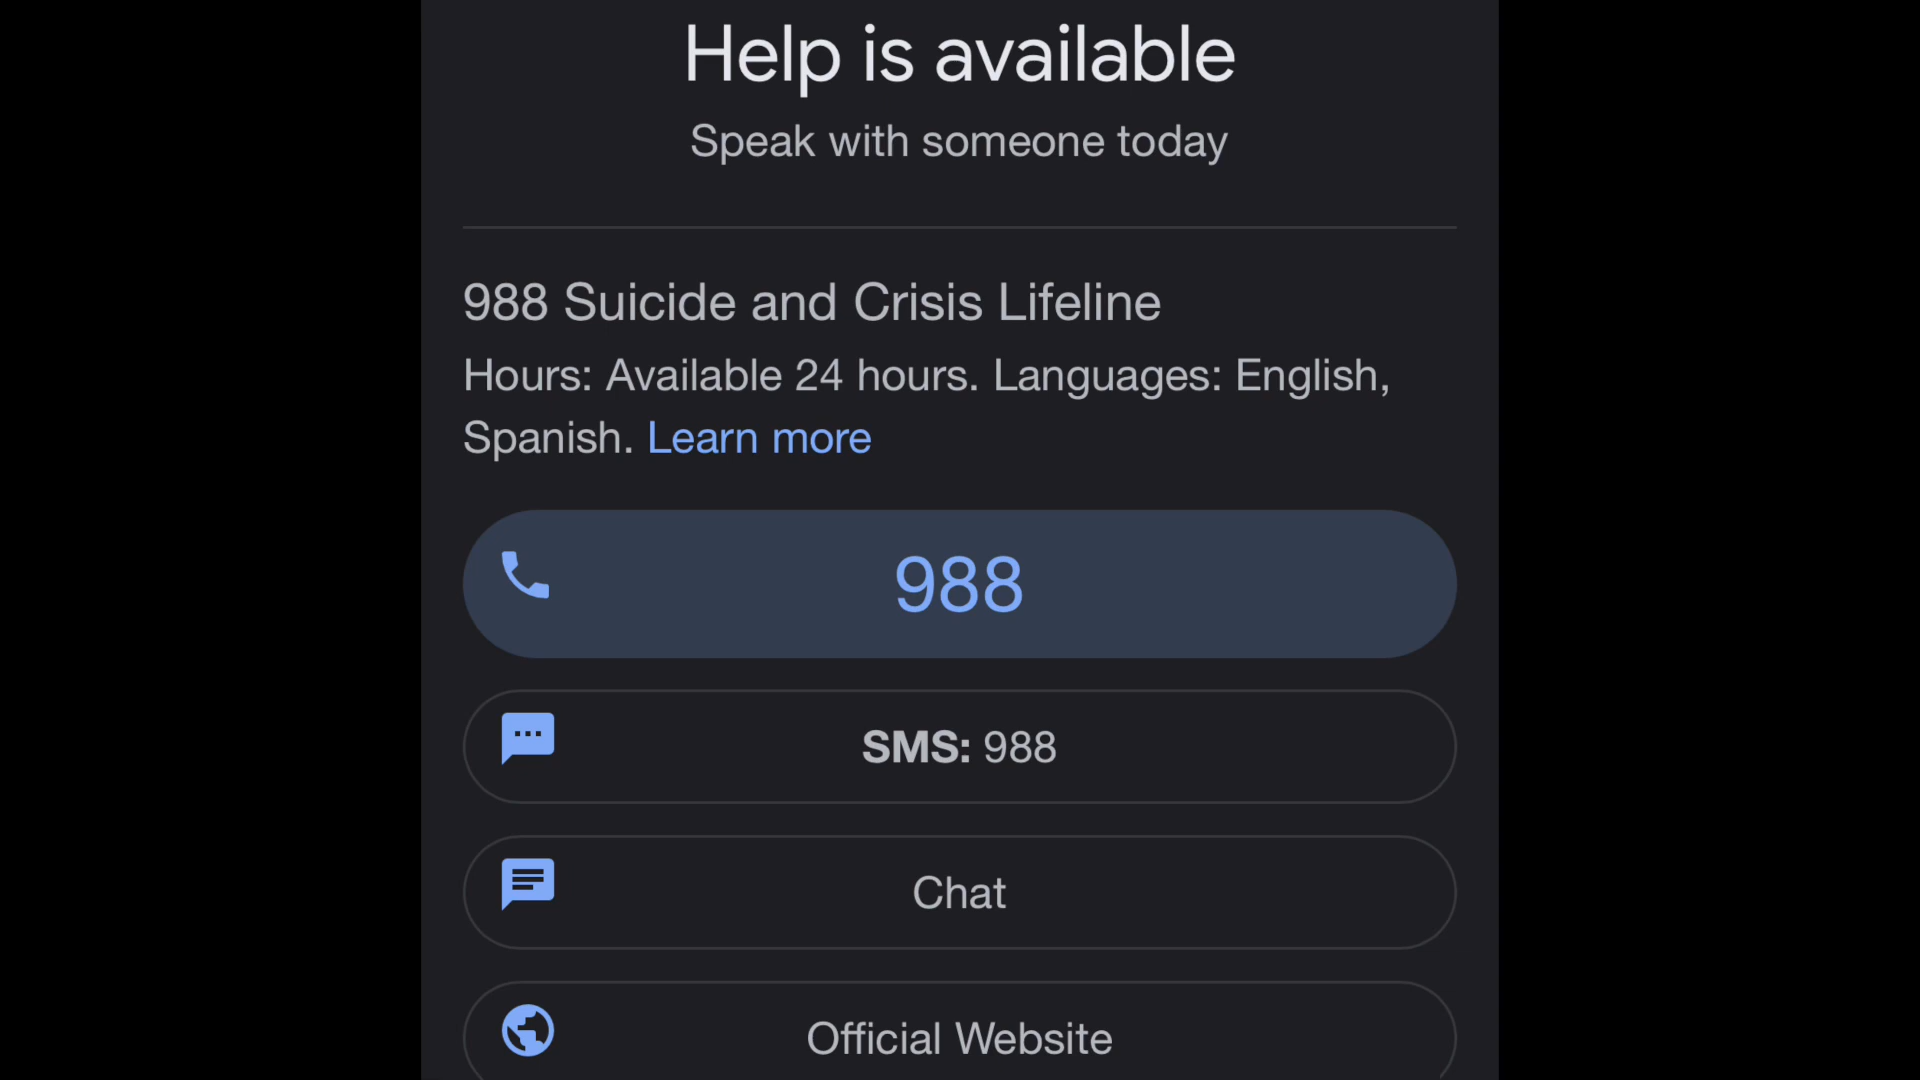 Help is available
Speak with someone today
988 Suicide and Crisis Lifeline
Hours: Available 24 hours. Languages: English,
Spanish. Learn more
988
SMS: 988
Chat
Official Website